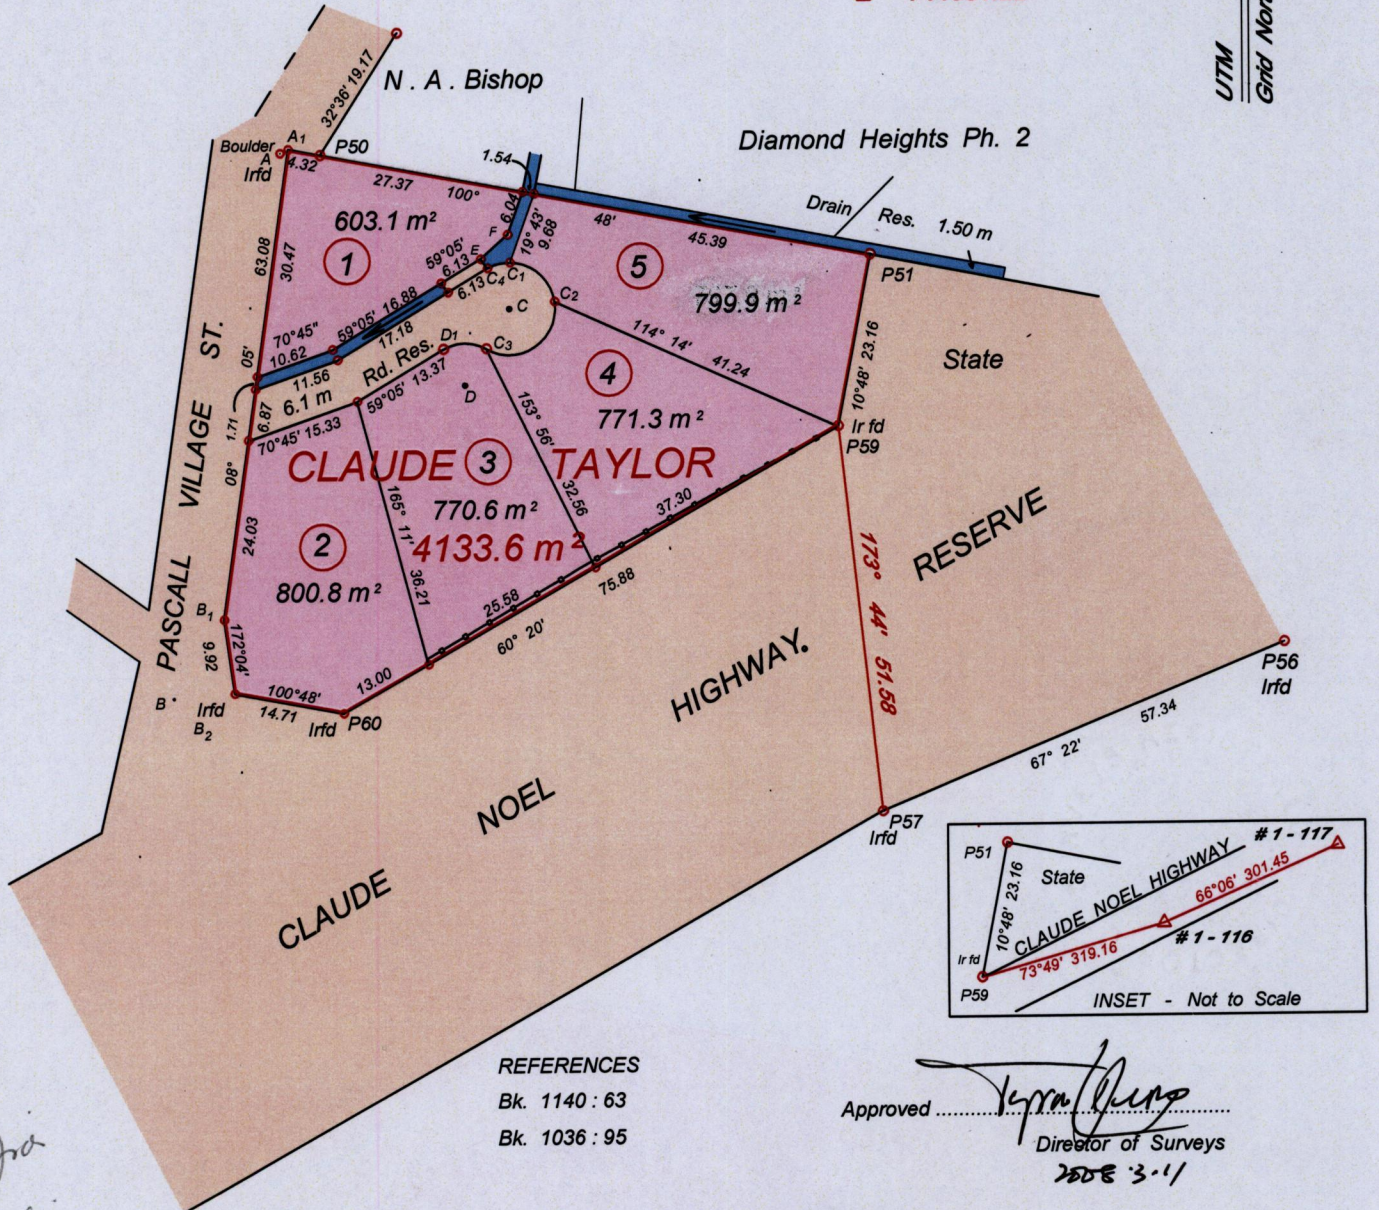 UTM
Grid Nor
32°36' 19.17
N . A . Bishop
Diamond Heights Ph. 2
Boulder
A
A1
Irfd
4.32
P50
27.37
100°
1.54
48'
45.39
Drain Res. 1.50 m
P51
603.1 m²
1
6.04
F
19° 43'
9.68
E
59°05'
6.13
6.13
C4
C1
C2
C
5
799.9 m²
63.08
30.47
59°05' 16.88
17.18
70°45"
10.62
11.56
05'
1.71
6.87
08°
6.1 m Rd. Res.
D1
C3
59°05' 13.37
D
70°45' 15.33
114° 14' 41.24
4
771.3 m²
10°48' 23.16
State
Ir fd
P59
PASCALL VILLAGE ST.
CLAUDE TAYLOR
3
770.6 m²
4133.6 m²
153° 56' 32.56
37.30
165° 11' 36.21
2
800.8 m²
24.03
25.58
75.88
60° 20'
B1
172°04'
9.92
B
Irfd
B2
100°48'
14.71
13.00
Irfd P60
173° 44' 51.58
RESERVE
P56
Irfd
57.34
67° 22'
P57
Irfd
CLAUDE NOEL HIGHWAY.
P51
State
# 1 - 117
10°48' 23.16
CLAUDE NOEL HIGHWAY
66°06' 301.45
# 1 - 116
Ir fd
P59
73°49' 319.16
INSET - Not to Scale
REFERENCES
Bk. 1140 : 63
Bk. 1036 : 95
Approved
Director of Surveys
2008 3.11